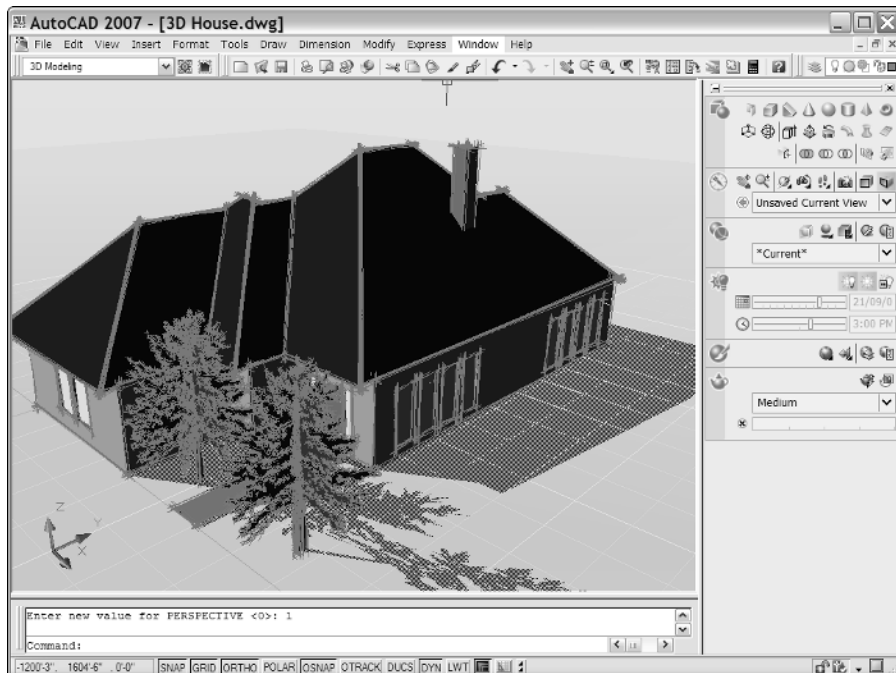 AutoCAD 2007 - [3D House.dwg]
File Edit View Insert Format Tools Draw Dimension Modify Express Window Help
3D Modeling
Unsaved Current View
*Current*
21/09/0
3:00 PM
Medium
Z
Y
X
Enter new value for PERSPECTIVE <0>: 1
Command:
-1200'-3", 1604'-6" , 0'-0" SNAP GRID ORTHO POLAR OSNAP OTRACK DUCS DYN LWT